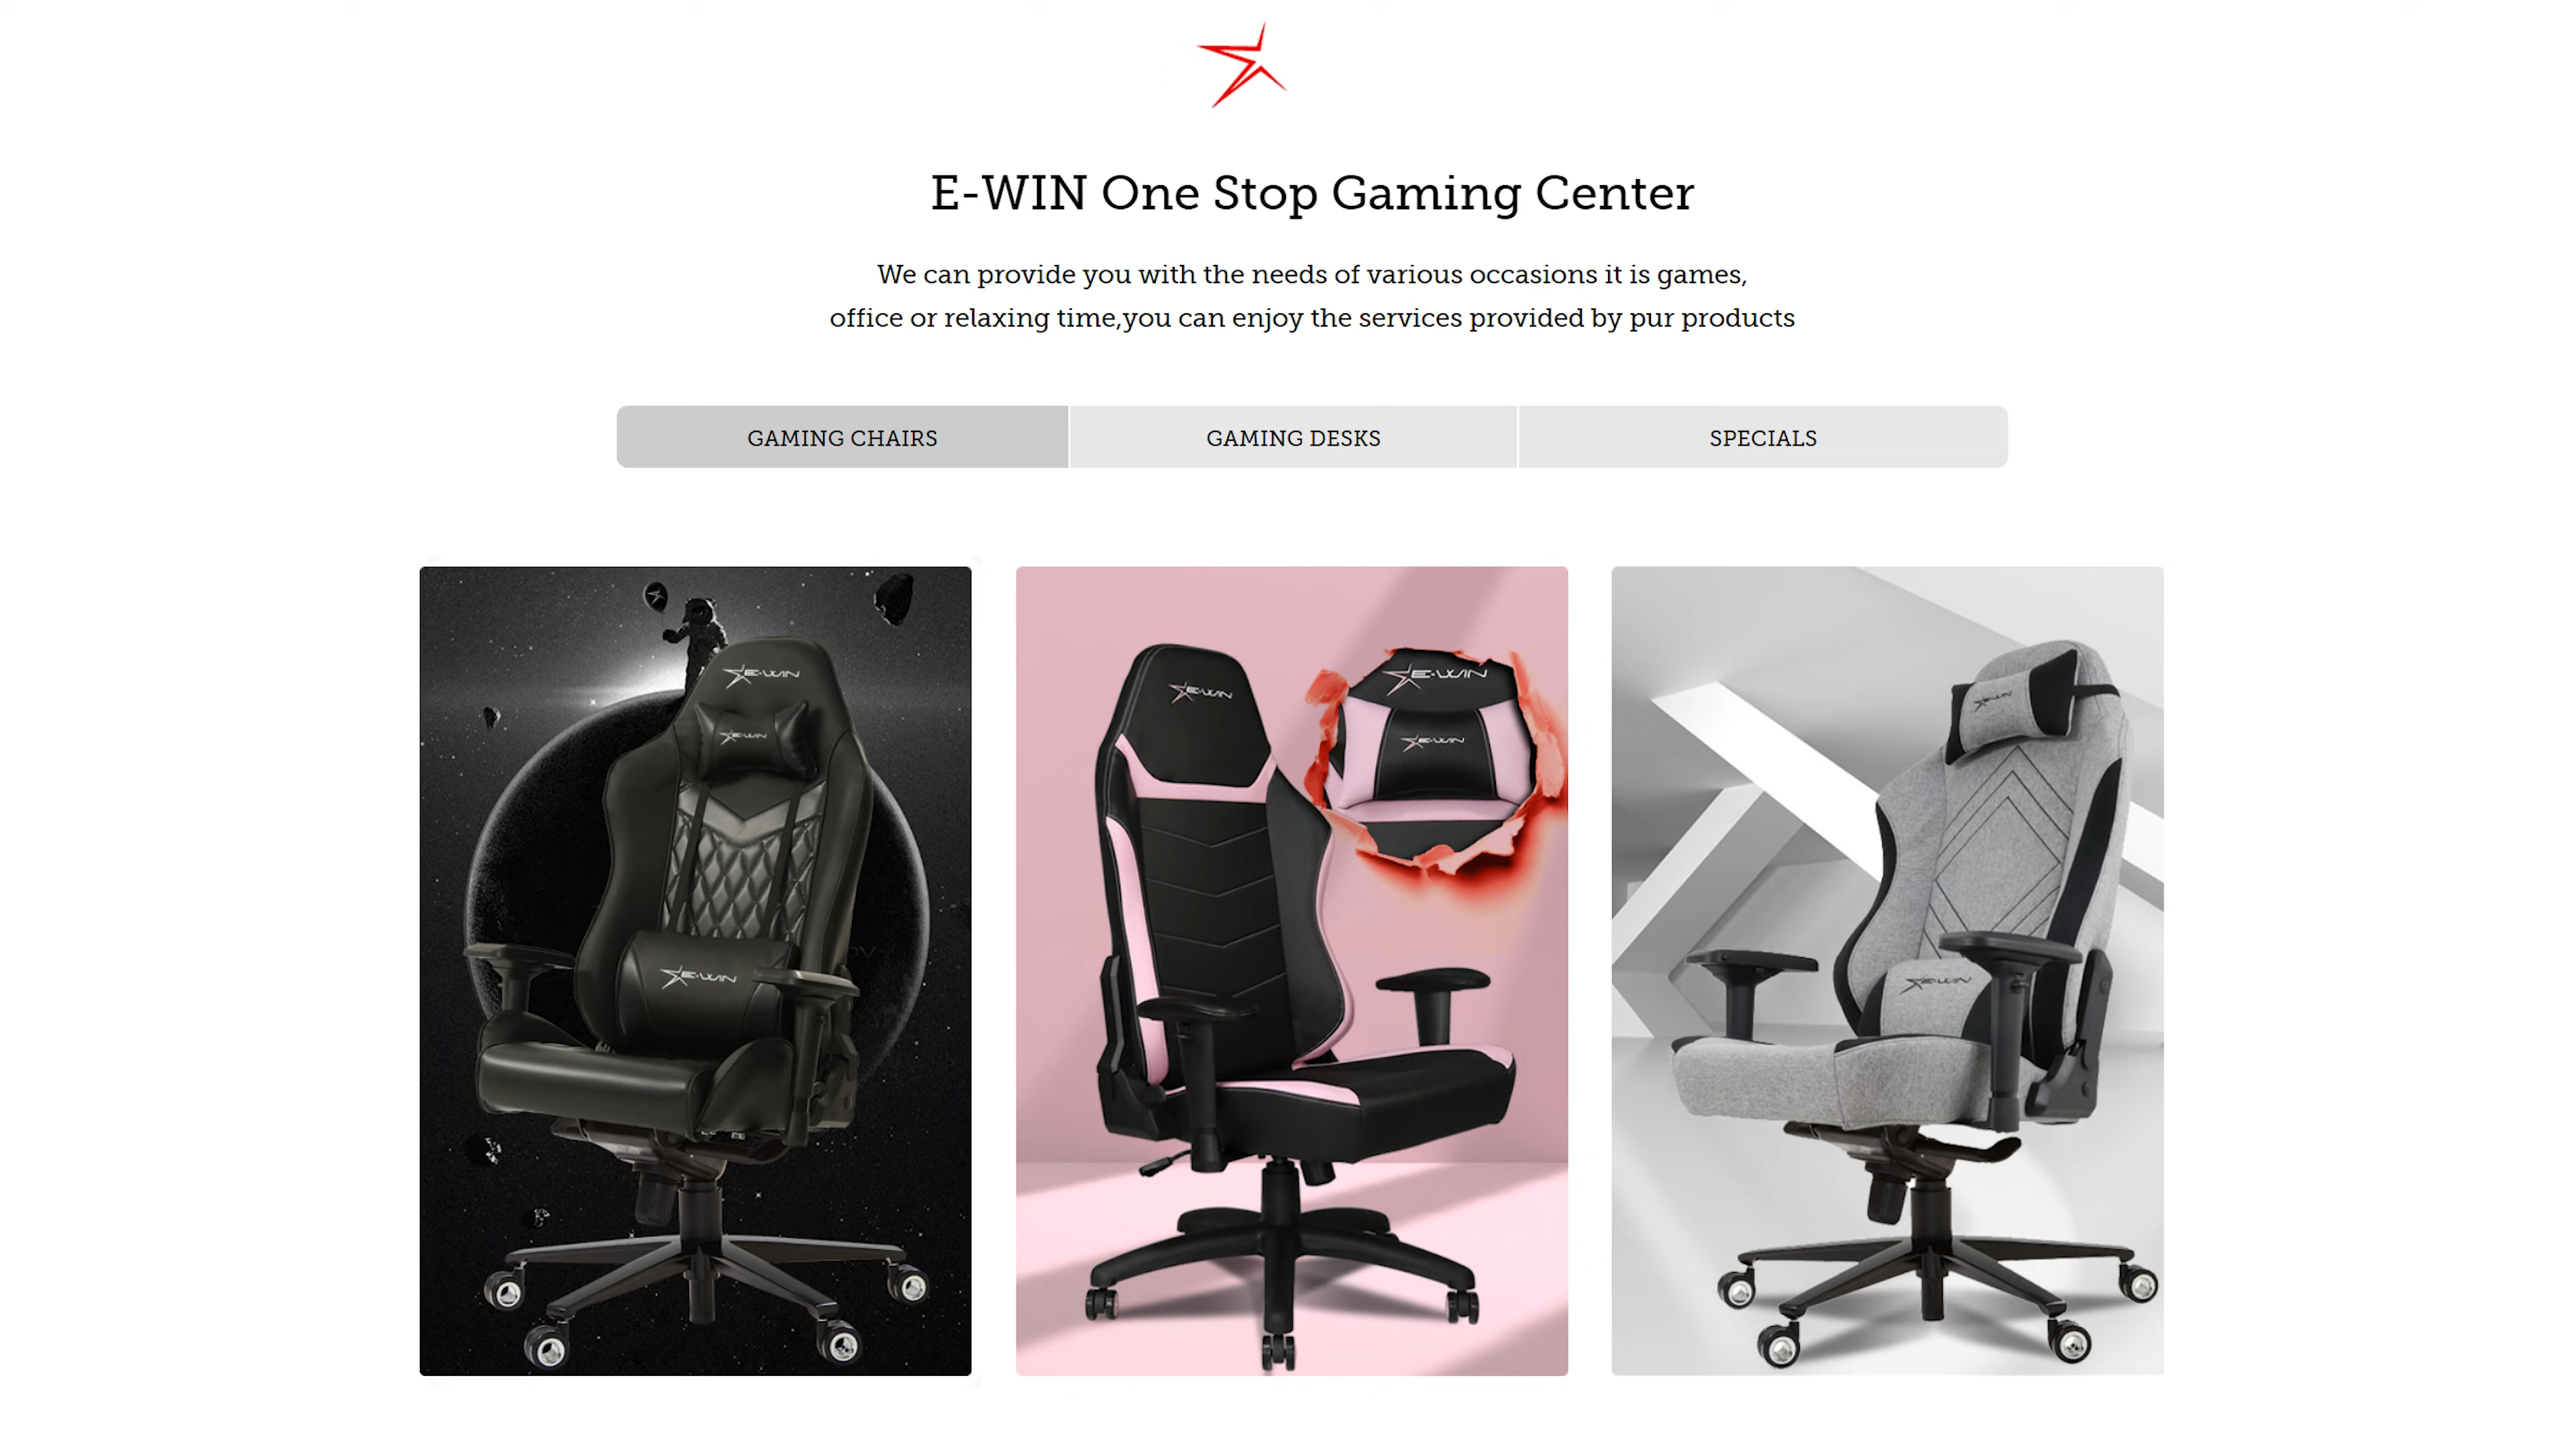 E-WIN One Stop Gaming Center
We can provide you with the needs of various occasions it is games,
office or relaxing time,you can enjoy the services provided by pur products
GAMING CHAIRS
GAMING DESKS
SPECIALS
E-WIN
E-WIN
E-WIN
E-WIN
E-WIN
E-WIN
E-WIN
E-WIN